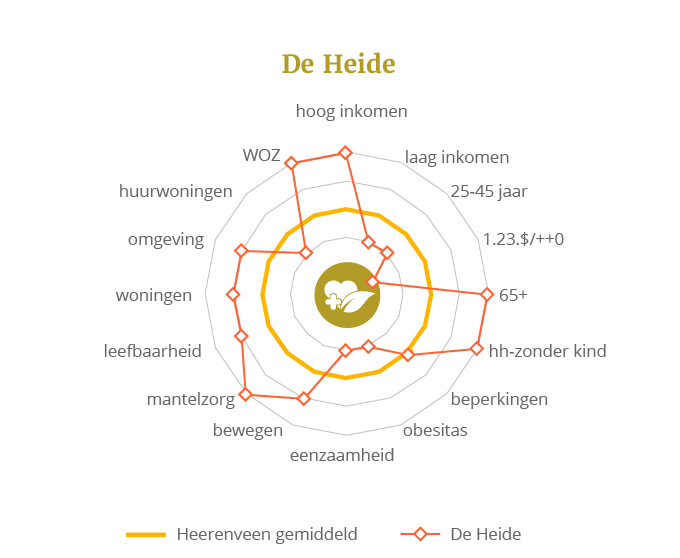 De Heide
hoog inkomen
laag inkomen
25-45 jaar
1.23.$/++0
65+
hh-zonder kind
beperkingen
obesitas
eenzaamheid
bewegen
mantelzorg
leefbaarheid
woningen
omgeving
huurwoningen
WOZ
Heerenveen gemiddeld
De Heide